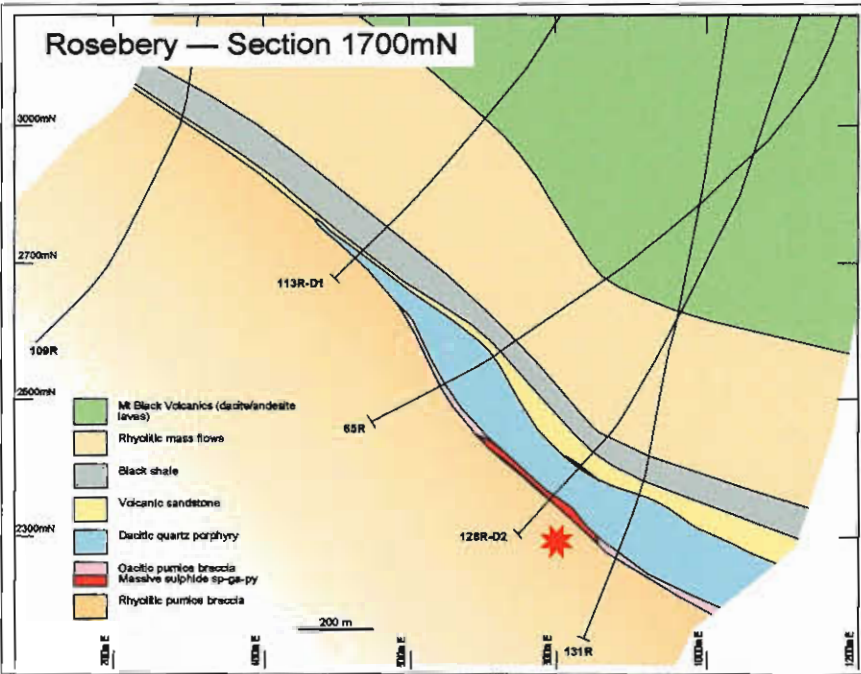 Rosebery — Section 1700mN
3000mN
2700mN
113R-D1
109R
2500mN
65R
Mt Black Volcanics (dacite/andesite
lavas)
Rhyolitic mass flows
Black shale
Volcanic sandstone
Dacitic quartz porphyry
Dacitic pumice breccia
Massive sulphide sp-ga-py
Rhyolitic pumice breccia
2300mN
128R-D2
200 m
131R
1200m E